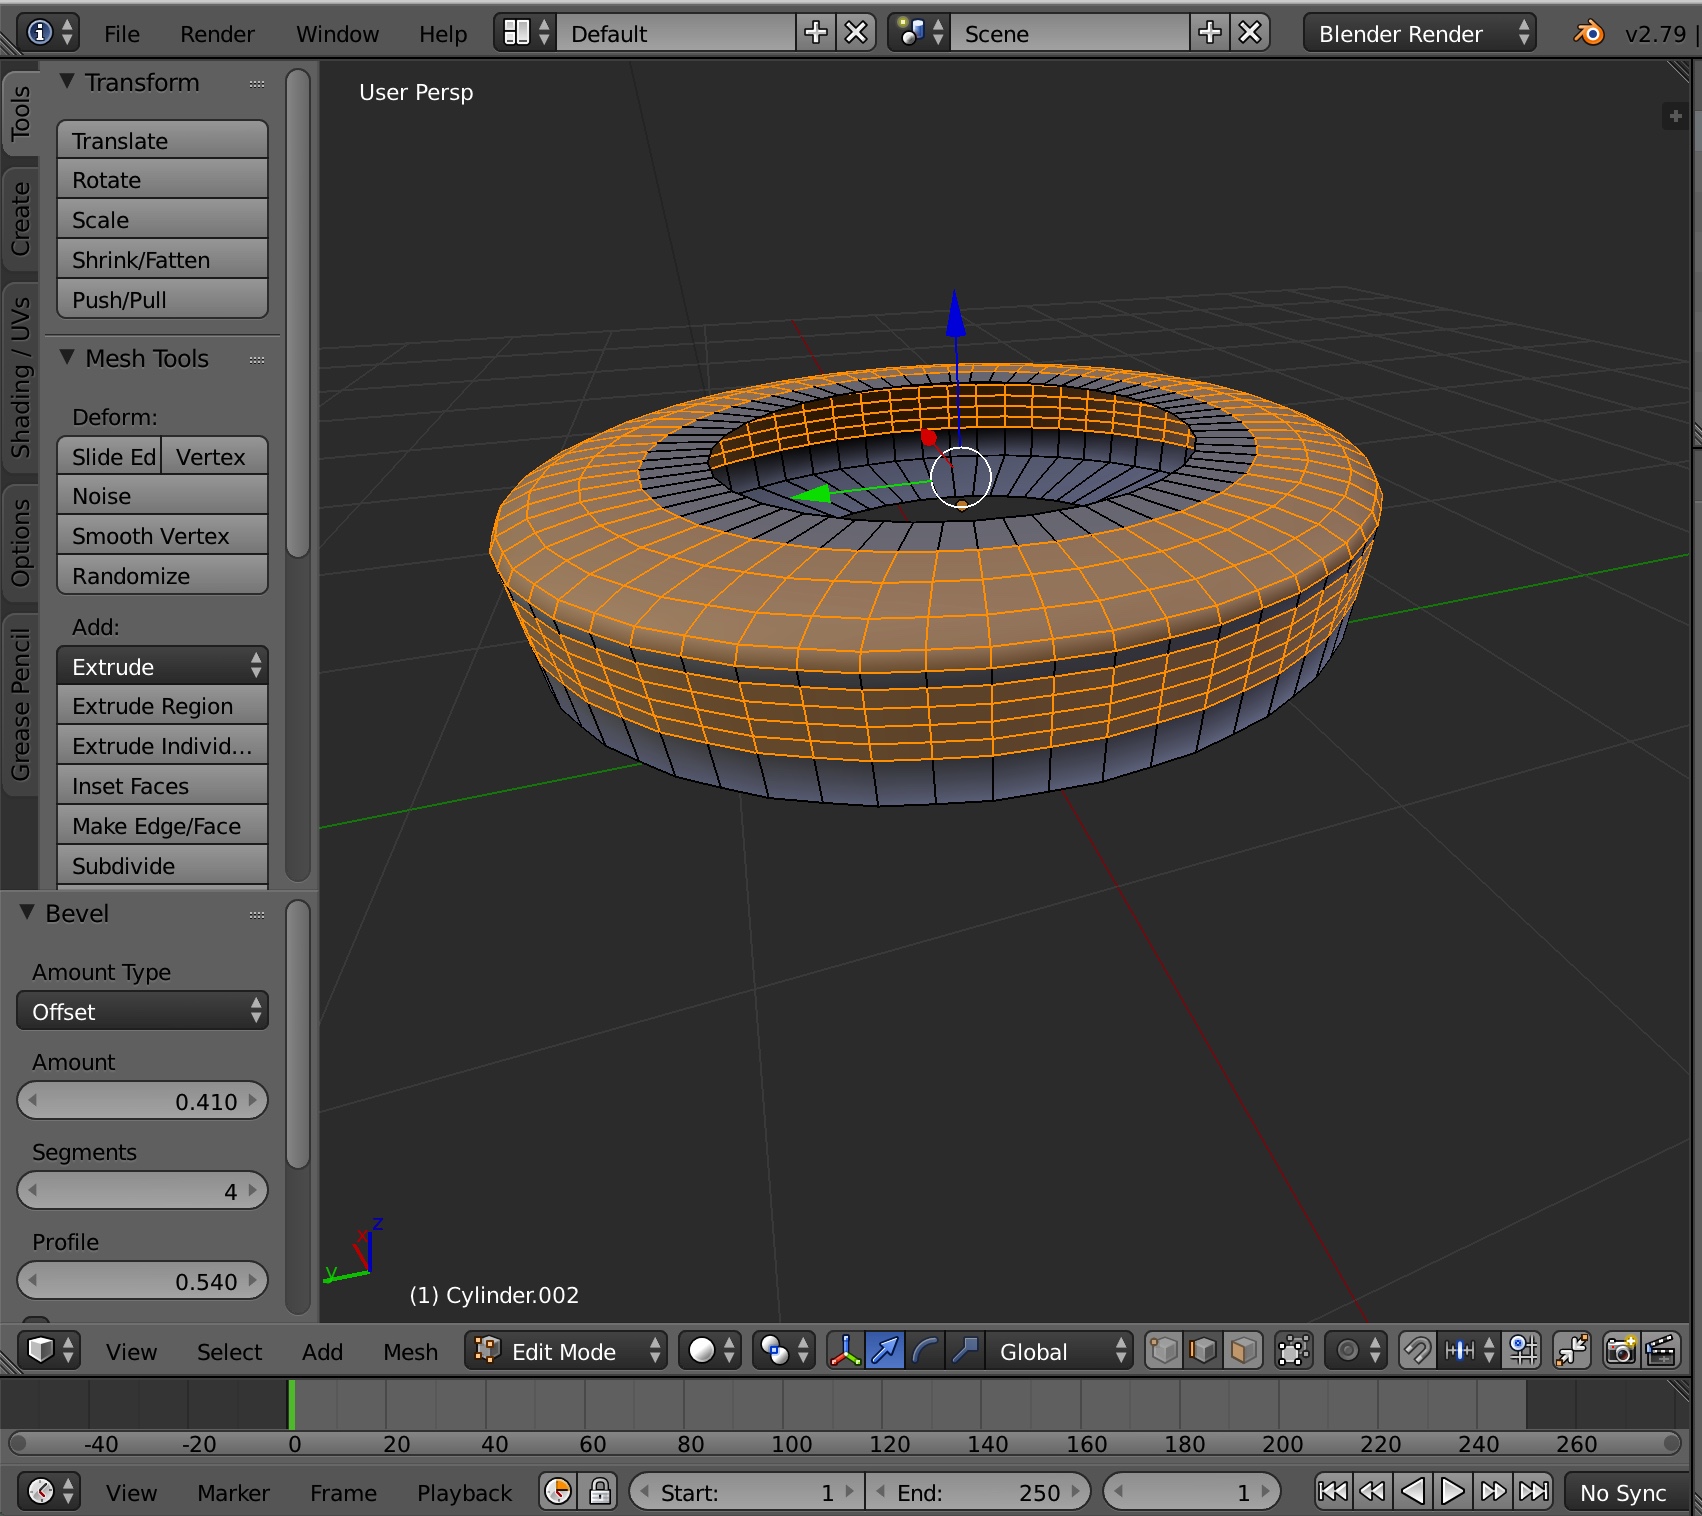 File Render Window Help Default Scene Blender Render v2.79
Tools
Create
Shading / UVs
Options
Grease Pencil
Transform
Translate
Rotate
Scale
Shrink/Fatten
Push/Pull
Mesh Tools
Deform:
Slide Ed Vertex
Noise
Smooth Vertex
Randomize
Add:
Extrude
Extrude Region
Extrude Individ...
Inset Faces
Make Edge/Face
Subdivide
Bevel
Amount Type
Offset
Amount
0.410
Segments
4
Profile
0.540
User Persp
z
x
y
(1) Cylinder.002
View Select Add Mesh Edit Mode Global
-40 -20 0 20 40 60 80 100 120 140 160 180 200 220 240 260
View Marker Frame Playback Start: 1 End: 250 1 No Sync